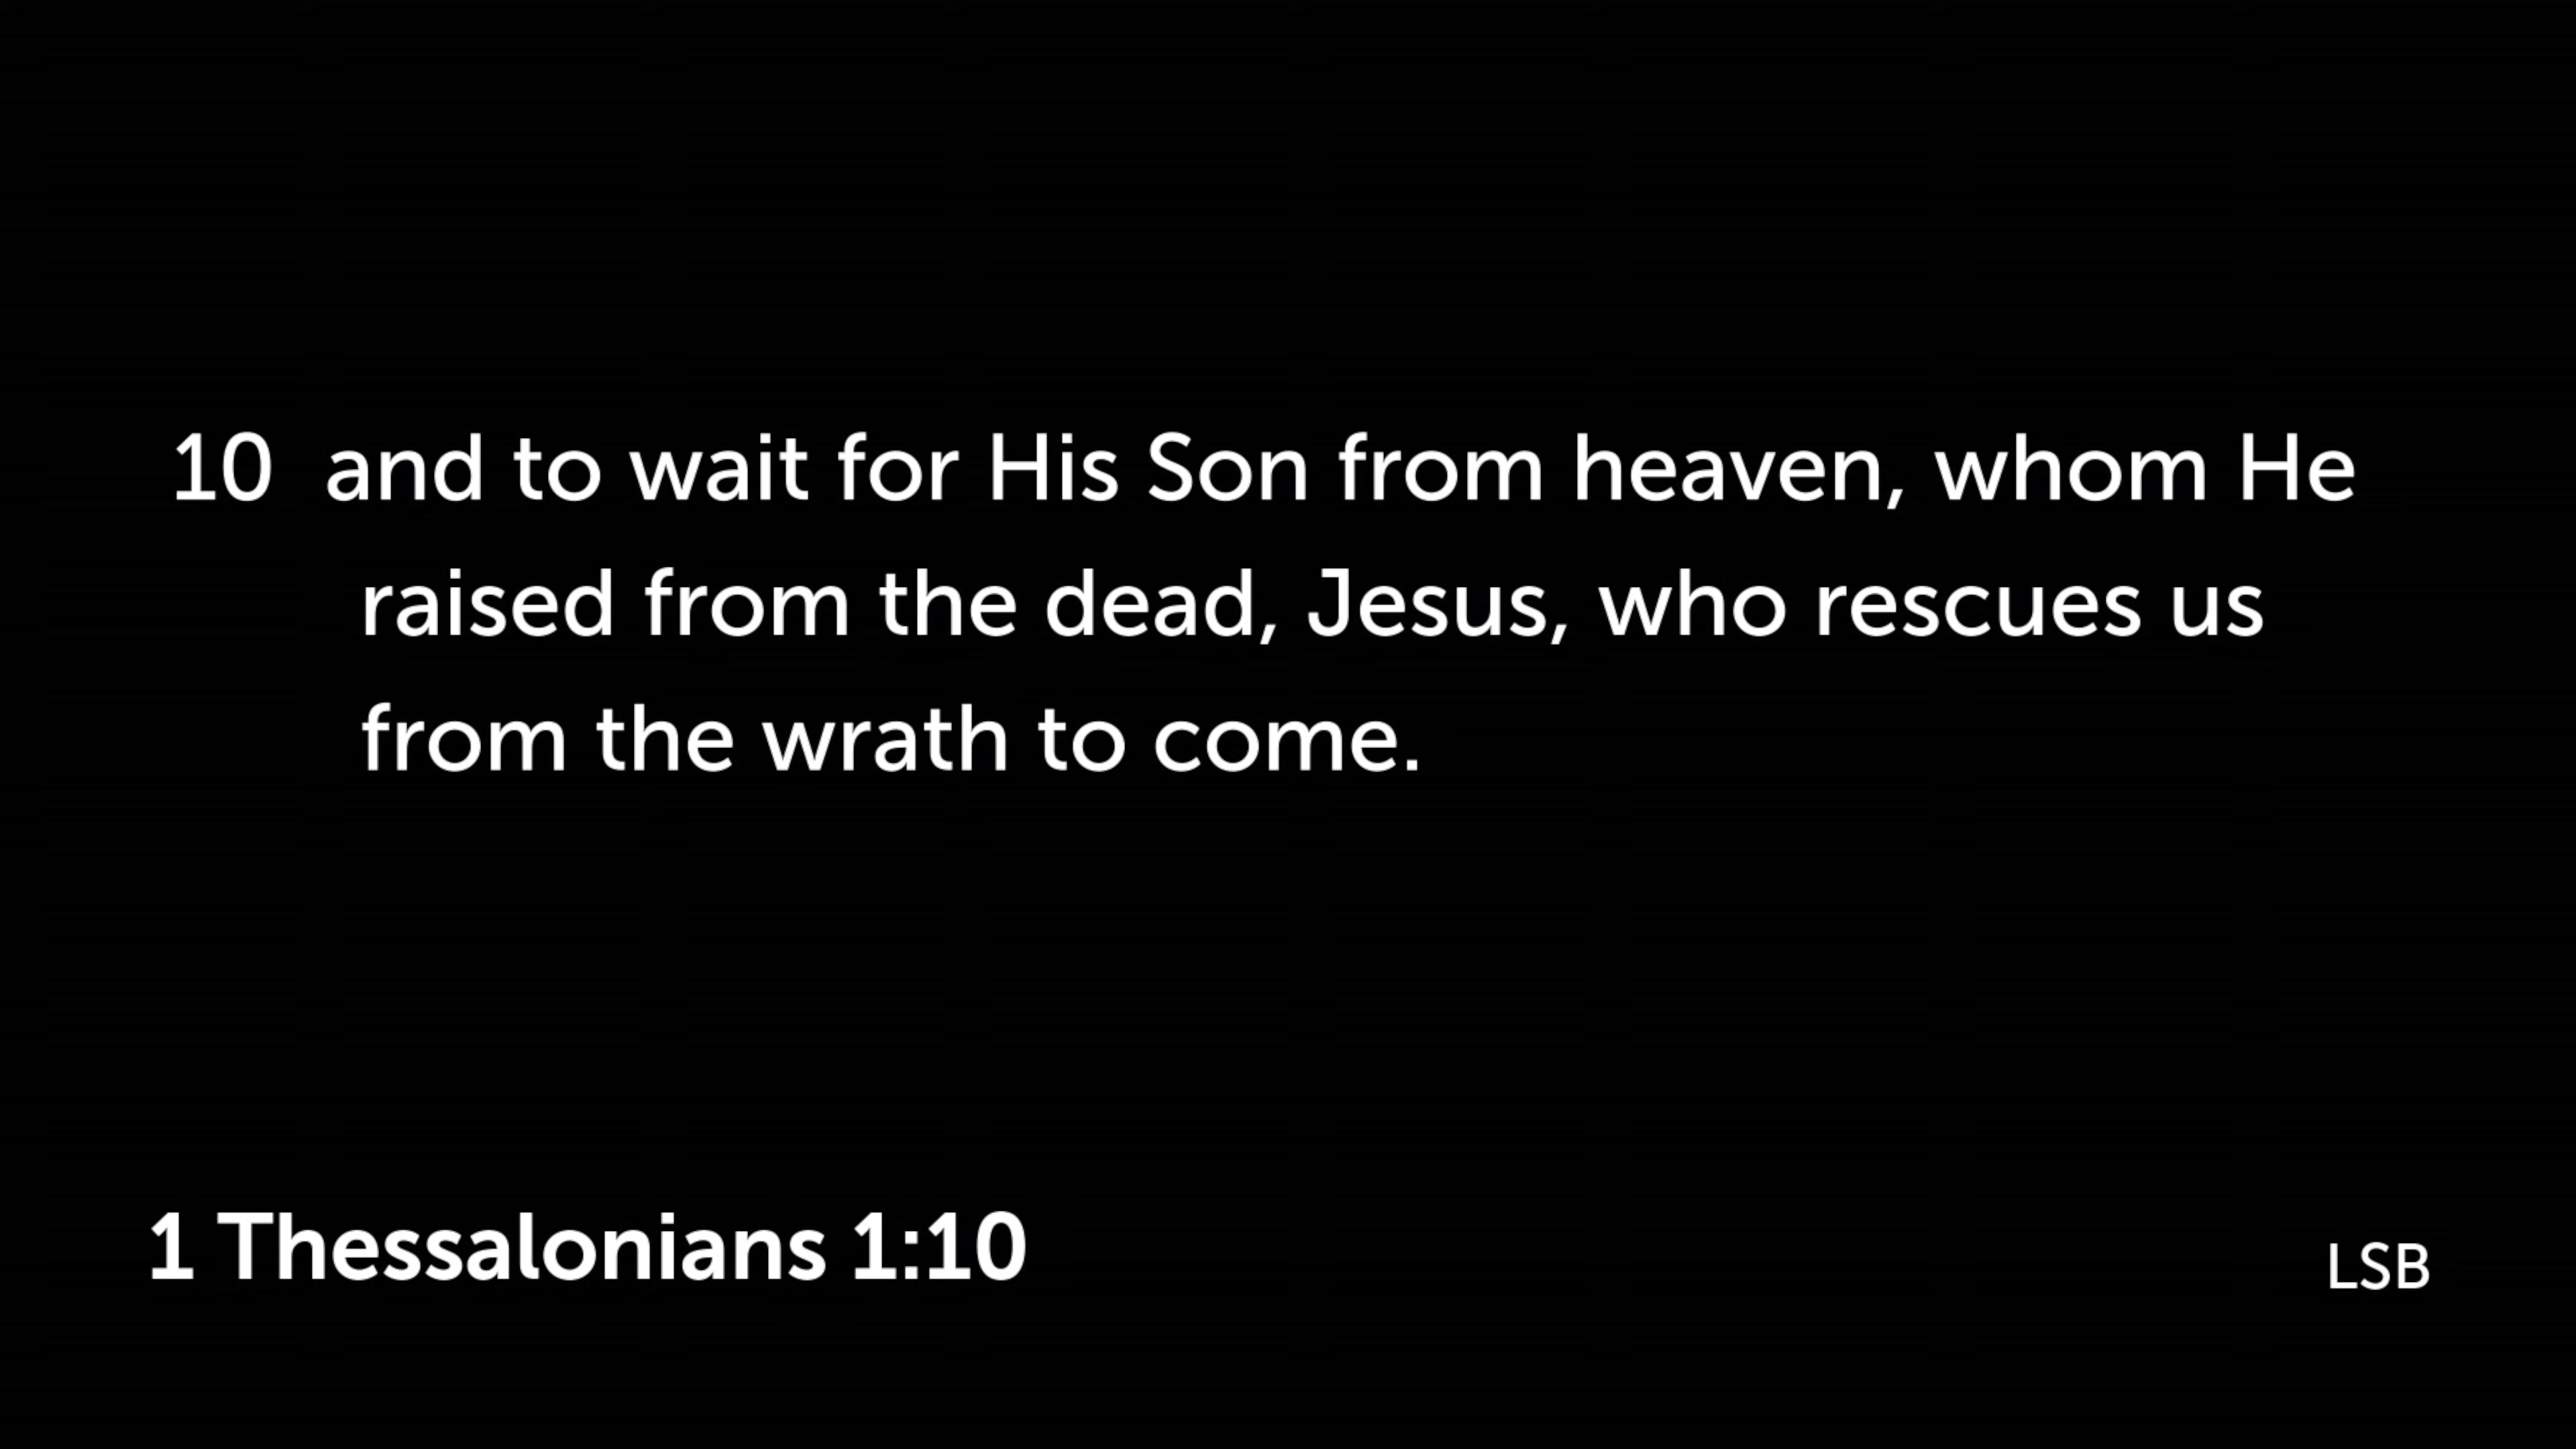 10 and to wait for His Son from heaven, whom He
raised from the dead, Jesus, who rescues us
from the wrath to come.
1 Thessalonians 1:10
LSB